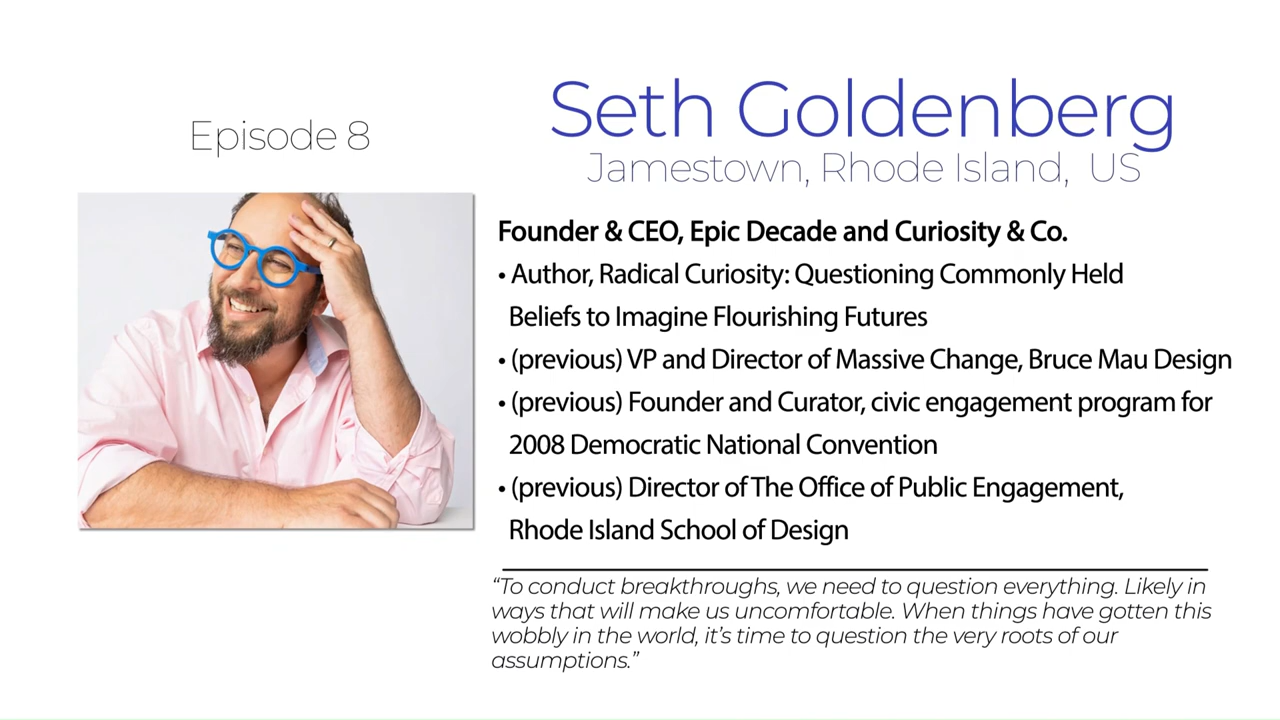 Episode 8
Seth Goldenberg
Jamestown, Rhode Island, US
Founder & CEO, Epic Decade and Curiosity & Co.
• Author, Radical Curiosity: Questioning Commonly Held
Beliefs to Imagine Flourishing Futures
• (previous) VP and Director of Massive Change, Bruce Mau Design
• (previous) Founder and Curator, civic engagement program for
2008 Democratic National Convention
• (previous) Director of The Office of Public Engagement,
Rhode Island School of Design
“To conduct breakthroughs, we need to question everything. Likely in
ways that will make us uncomfortable. When things have gotten this
wobbly in the world, it’s time to question the very roots of our
assumptions.”